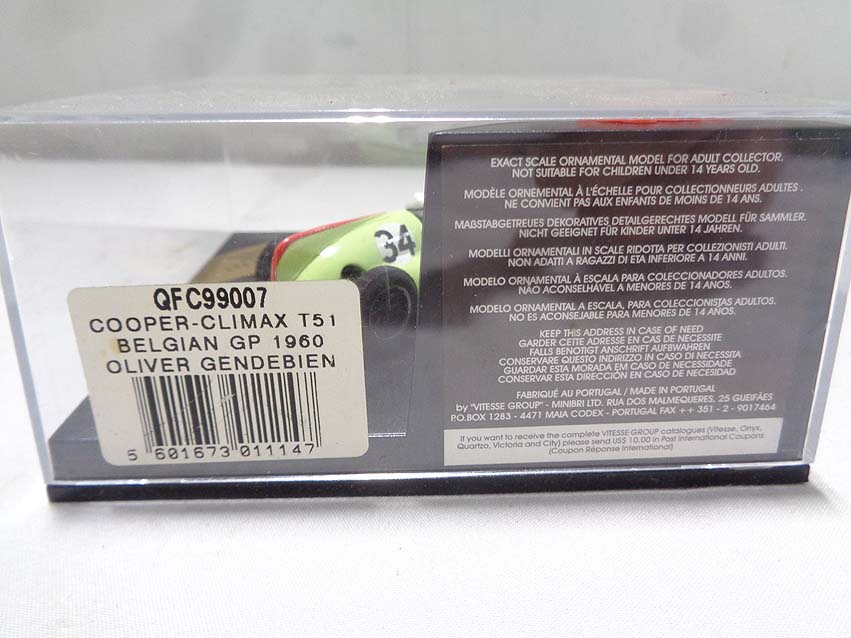 34
QFC99007
COOPER-CLIMAX T51
BELGIAN GP 1960
OLIVER GENDEBIEN
5 601673 011147
EXACT SCALE ORNAMENTAL MODEL FOR ADULT COLLECTOR.
NOT SUITABLE FOR CHILDREN UNDER 14 YEARS OLD.
MODÈLE ORNEMENTAL À L'ÉCHELLE POUR COLLECTIONNEURS ADULTES .
NE CONVIENT PAS AUX ENFANTS DE MOINS DE 14 ANS.
MAßSTABGETREUES DEKORATIVES DETAILGERECHTES MODELL FÜR SAMMLER.
NICHT GEEIGNET FÜR KINDER UNTER 14 JAHREN.
MODELLI ORNAMENTALI IN SCALE RIDOTTA PER COLLEZIONISTI ADULTI.
NON ADATTI A RAGAZZI DI ETA INFERIORE A 14 ANNI.
MODELO ORNAMENTAL À ESCALA PARA COLECCIONADORES ADULTOS.
NÃO ACONSELHAVEL A MENORES DE 14 ANOS.
MODELO ORNAMENTAL A ESCALA, PARA COLECCIONISTAS ADULTOS.
NO ES ACONSEJABLE PARA MENORES DE 14 ANOS.
KEEP THIS ADDRESS IN CASE OF NEED
GARDER CETTE ADRESSE EN CAS DE NECESSITE
FALLS BENOTIGT ANSCHRIFT AUFBWAHREN
CONSERVARE QUESTO INDIRIZZO IN CASO DI NECESSITA
GUARDAR ESTA MORADA EM CASO DE NECESSIDADE
CONSERVAR ESTA DIRECCIÓN EN CASO DE NECESIDAD
FABRIQUÉ AU PORTUGAL / MADE IN PORTUGAL
by "VITESSE GROUP" - MINIBRI LTD. RUA DOS MALMEQUERES, 25 GUEIFÃES
P.O.BOX 1283 - 4471 MAIA CODEX - PORTUGAL FAX ++ 351 - 2 - 9017464
If you want to receive the complete VITESSE GROUP catalogues (Vitesse, Onyx,
Quartzo, Victoria and City) please send US$ 10.00 in Post International Coupons.
(Coupon Réponse International)